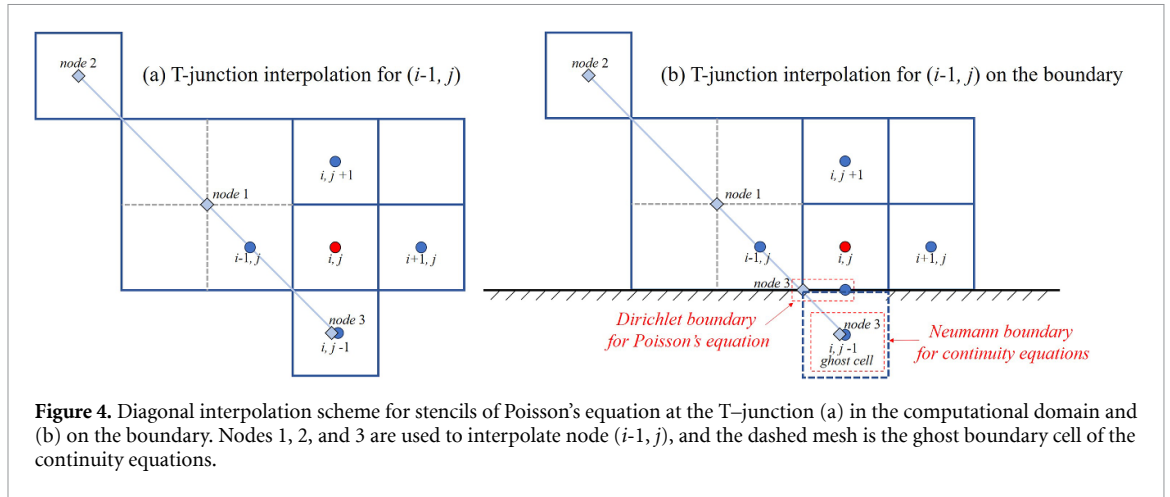 node 2
(a) T-junction interpolation for (i-1, j)
i, j +1
node 1
i-1, j
i,j
i+1, j
node 3
i, j -1
node 2
(b) T-junction interpolation for (i-1, j) on the boundary
i, j+1
node 1
i-1, j
i,j
i+1, j
node 3
Dirichlet boundary
for Poisson's equation
node 3
i, j-1
ghost cell
Neumann boundary
for continuity equations
Figure 4. Diagonal interpolation scheme for stencils of Poisson's equation at the T–junction (a) in the computational domain and
(b) on the boundary. Nodes 1, 2, and 3 are used to interpolate node (i-1, j), and the dashed mesh is the ghost boundary cell of the
continuity equations.